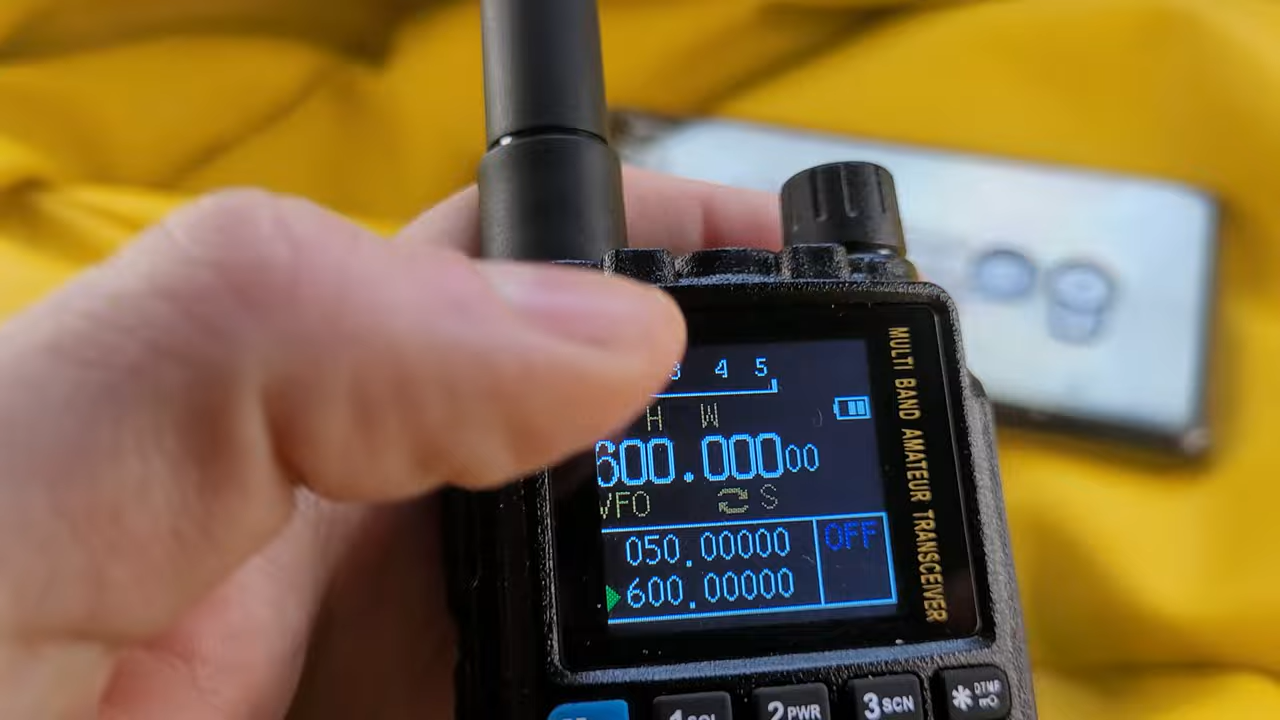 3 4 5
H W
600.00000
VFO S
050.00000 OFF
600.00000
MULTI BAND AMATEUR TRANSCEIVER
2 PWR
3 SCN
* DTMF